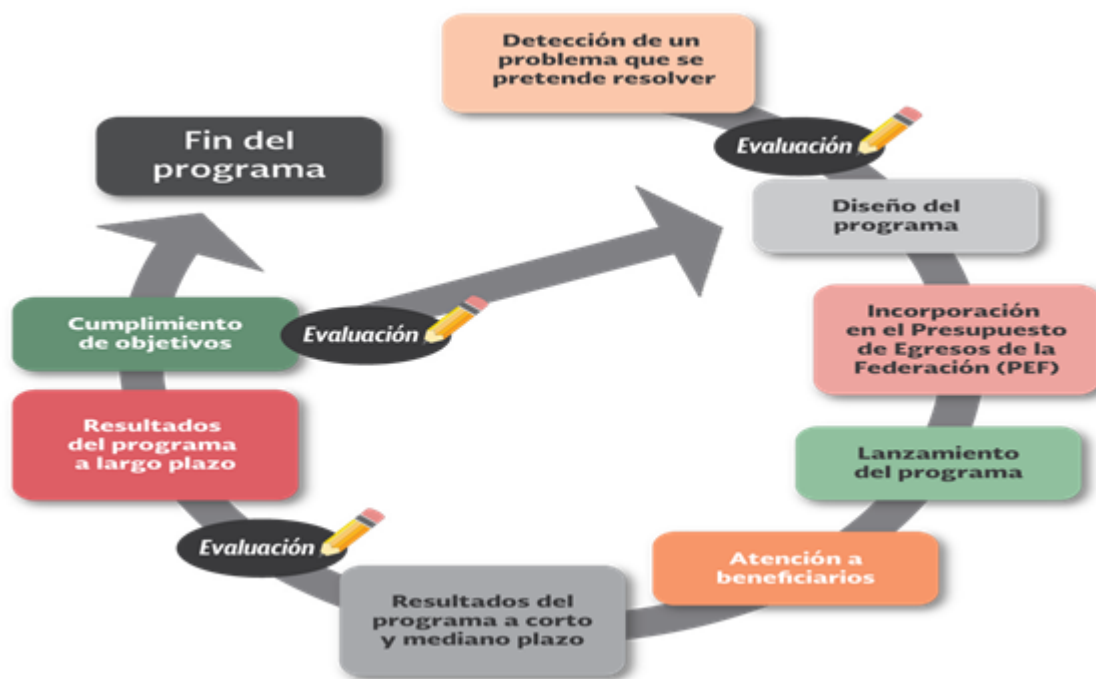 Detección de un
problema que se
pretende resolver
Evaluación
Diseño del
programa
Incorporación
en el Presupuesto
de Egresos de la
Federación (PEF)
Lanzamiento
del programa
Atención a
beneficiarios
Resultados del
programa a corto
y mediano plazo
Evaluación
Resultados
del programa
a largo plazo
Cumplimiento
de objetivos
Evaluación
Fin del
programa